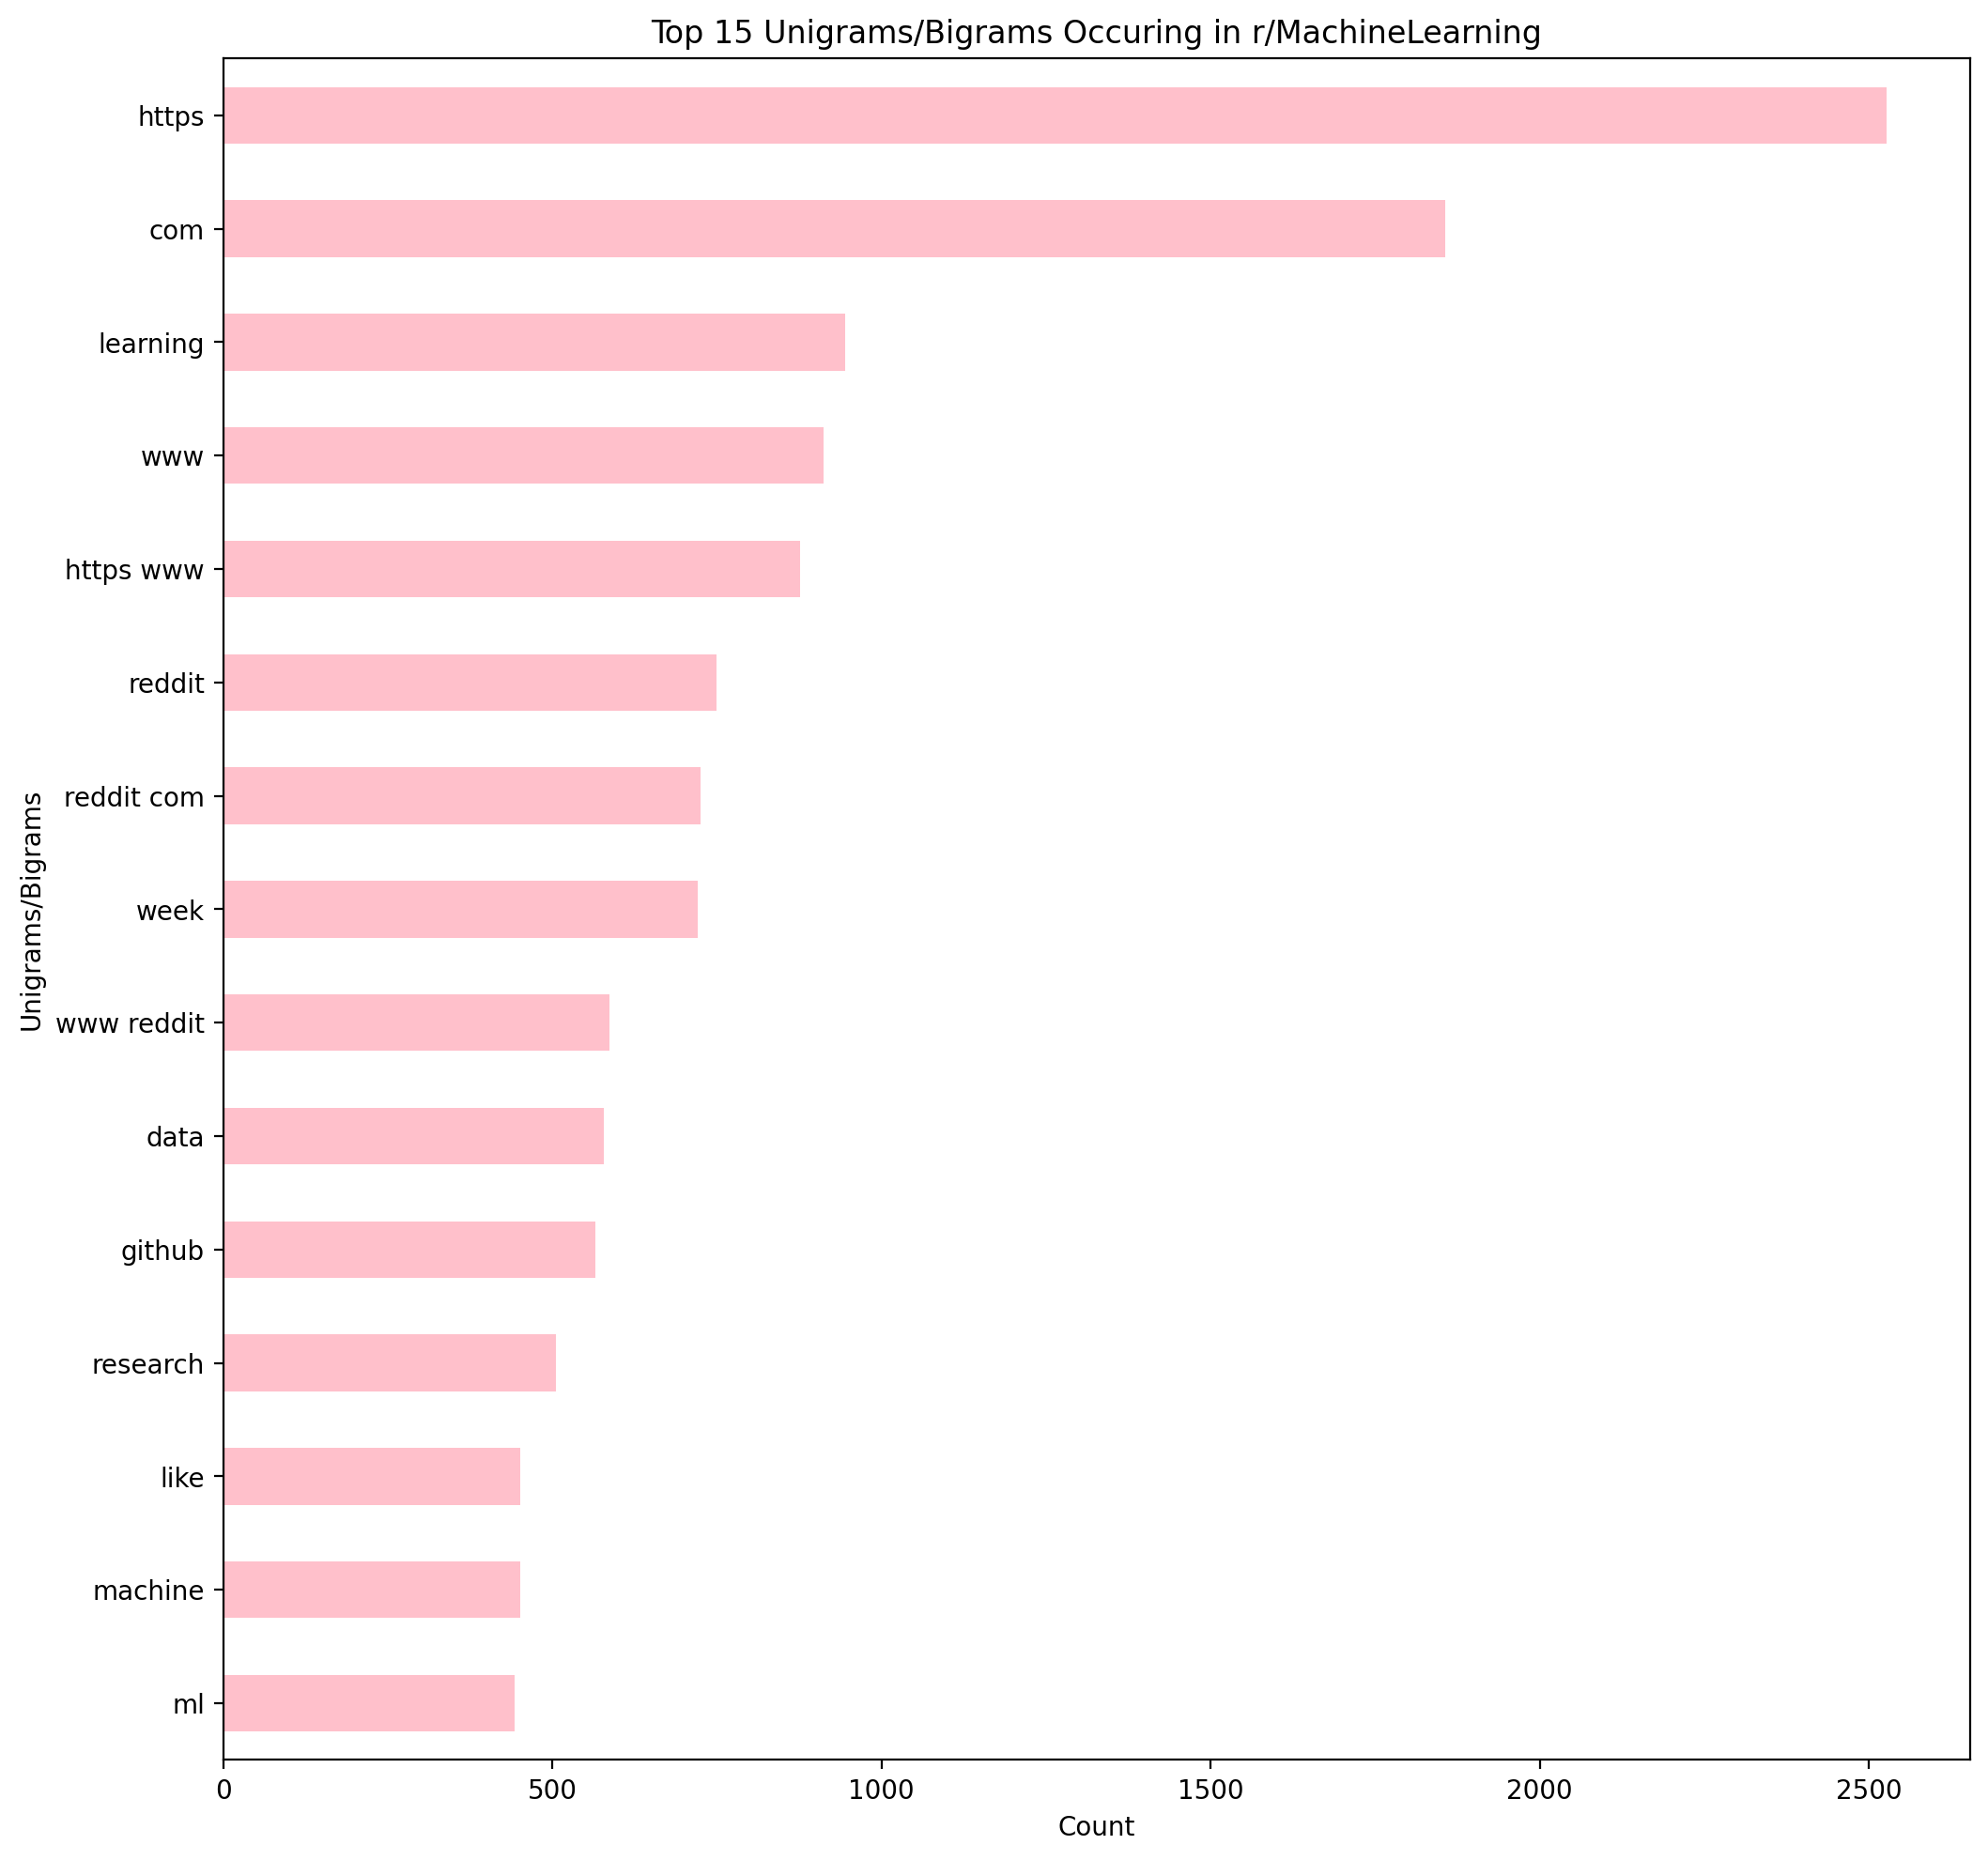 Top 15 Unigrams/Bigrams Occuring in r/MachineLearning
Unigrams/Bigrams
https
com
learning
www
https www
reddit
reddit com
week
www reddit
data
github
research
like
machine
ml
0 500 1000 1500 2000 2500
Count